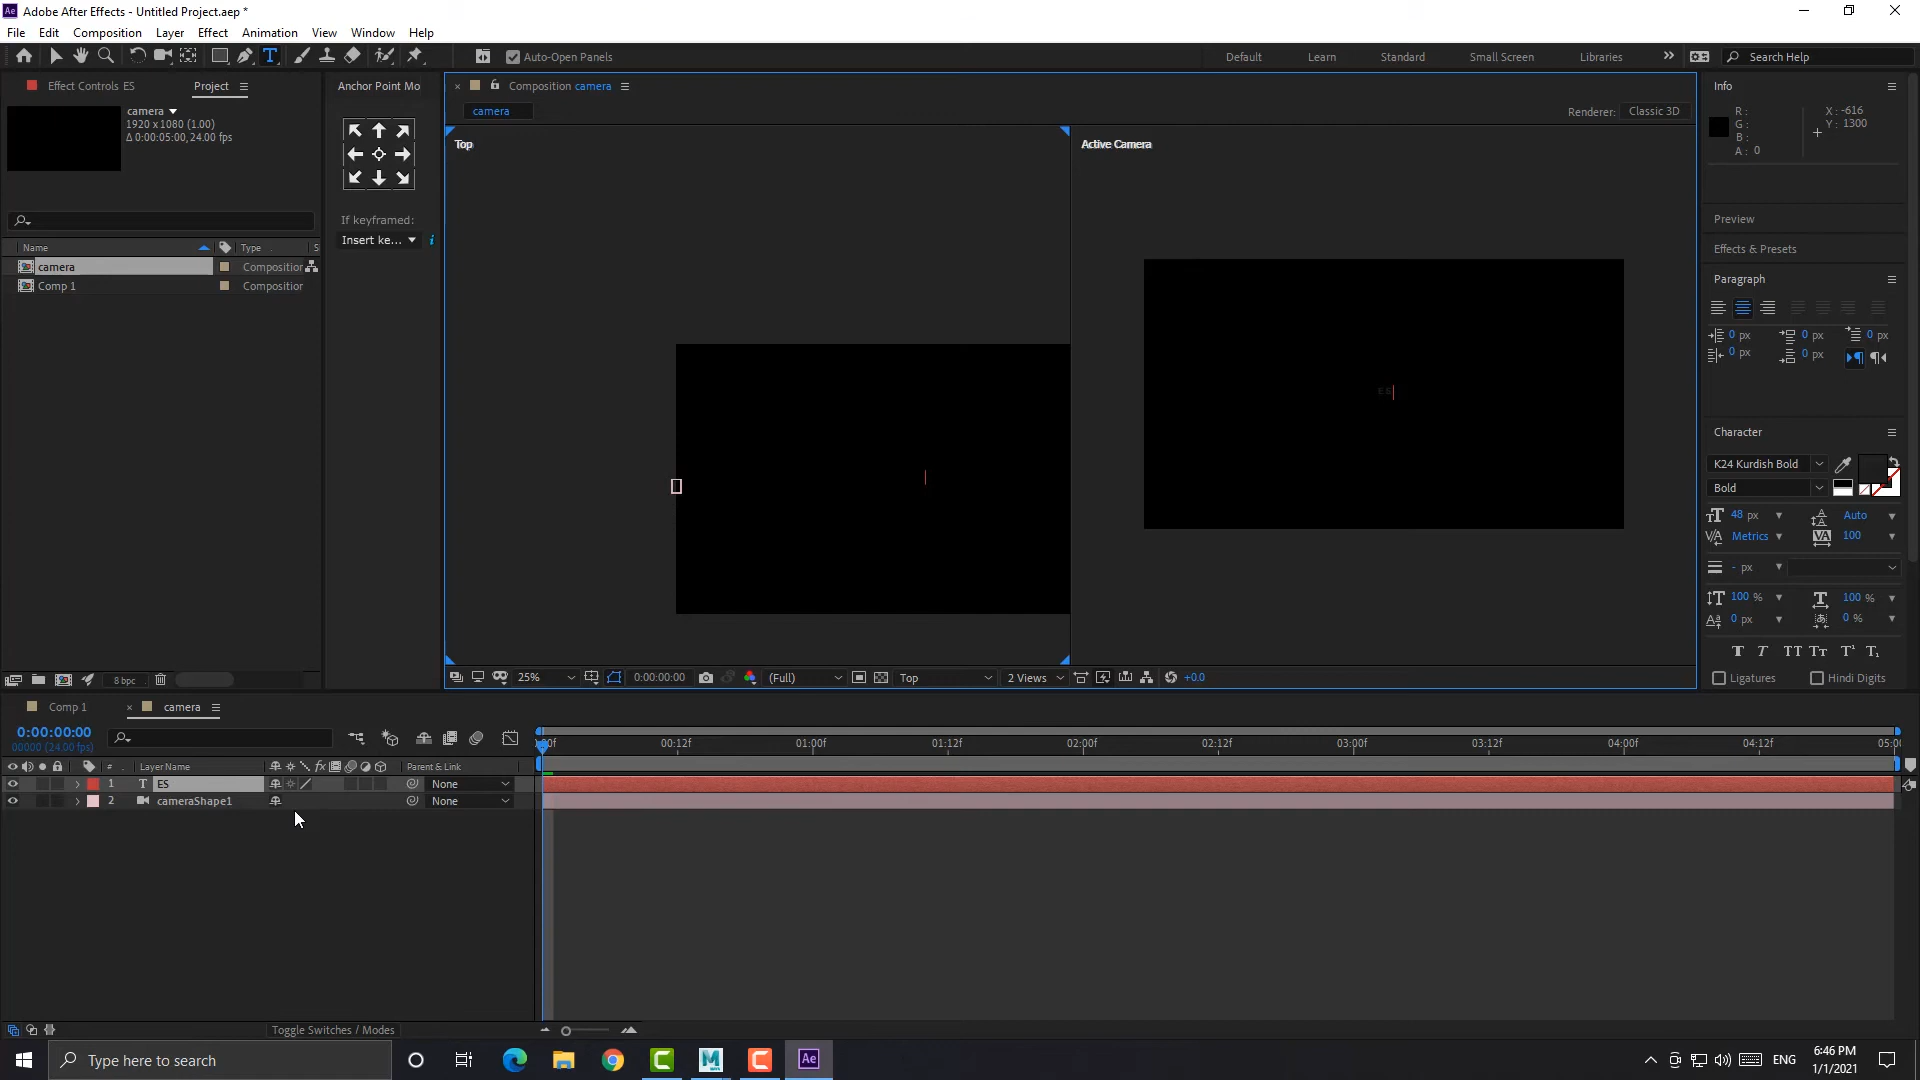 Adobe After Effects - Untitled Project.aep *
File Edit Composition Layer Effect Animation View Window Help
Auto-Open Panels Default Learn Standard Small Screen Libraries Search Help
Effect Controls ES Project Anchor Point Mo
Composition camera
Info
camera
1920 x 1080 (1.00)
Δ 0:00:05:00, 24.00 fps
camera
Renderer: Classic 3D
R : X : -616
G : Y : 1300
B :
A : 0
Top Active Camera
If keyframed:
Insert ke...
Preview
Name Type S
Effects & Presets
camera Composition
Comp 1 Composition
Paragraph
0 px 0 px 0 px
0 px 0 px
ES
Character
K24 Kurdish Bold
Bold
48 px Auto
Metrics 100
- px
100 % 100 %
0 px 0 %
Ligatures Hindi Digits
8 bpc
25% 0:00:00:00 (Full) Top 2 Views +0.0
Comp 1 camera
0:00:00:00
00000 (24.00 fps)
00f 00:12f 01:00f 01:12f 02:00f 02:12f 03:00f 03:12f 04:00f 04:12f 05:00
# Layer Name Parent & Link
1 ES None
2 cameraShape1 None
Toggle Switches / Modes
Type here to search
ENG
6:46 PM
1/1/2021